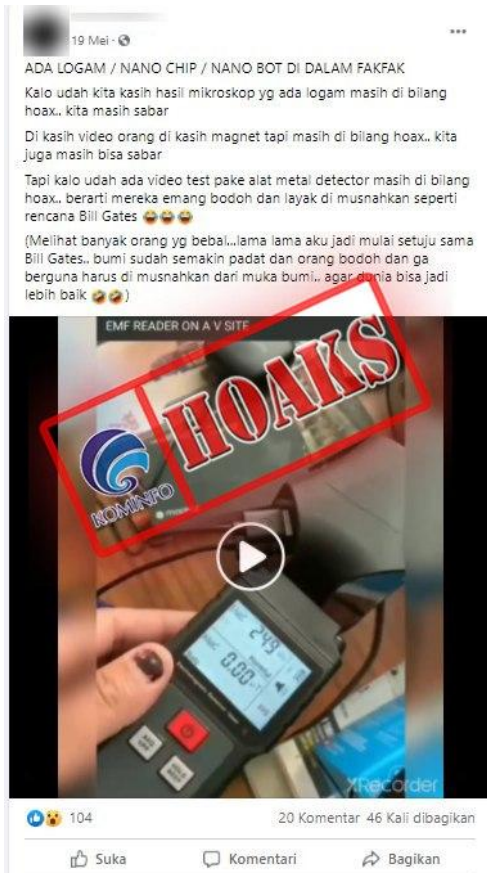 19 Mei
ADA LOGAM / NANO CHIP / NANO BOT DI DALAM FAKFAK
Kalo udah kita kasih hasil mikroskop yg ada logam masih di bilang
hoax.. kita masih sabar
Di kasih video orang di kasih magnet tapi masih di bilang hoax.. kita
juga masih bisa sabar
Tapi kalo udah ada video test pake alat metal detector masih di bilang
hoax.. berarti mereka emang bodoh dan layak di musnahkan seperti
rencana Bill Gates 😂😂😂
(Melihat banyak orang yg bebal...lama lama aku jadi mulai setuju sama
Bill Gates.. bumi sudah semakin padat dan orang bodoh dan ga
berguna harus di musnahkan dari muka bumi.. agar dunia bisa jadi
lebih baik 🤣🤣)
EMF READER ON A V SITE
HOAKS
KOMINFO
249
0.00
XRecorder
104
20 Komentar 46 Kali dibagikan
Suka Komentari Bagikan